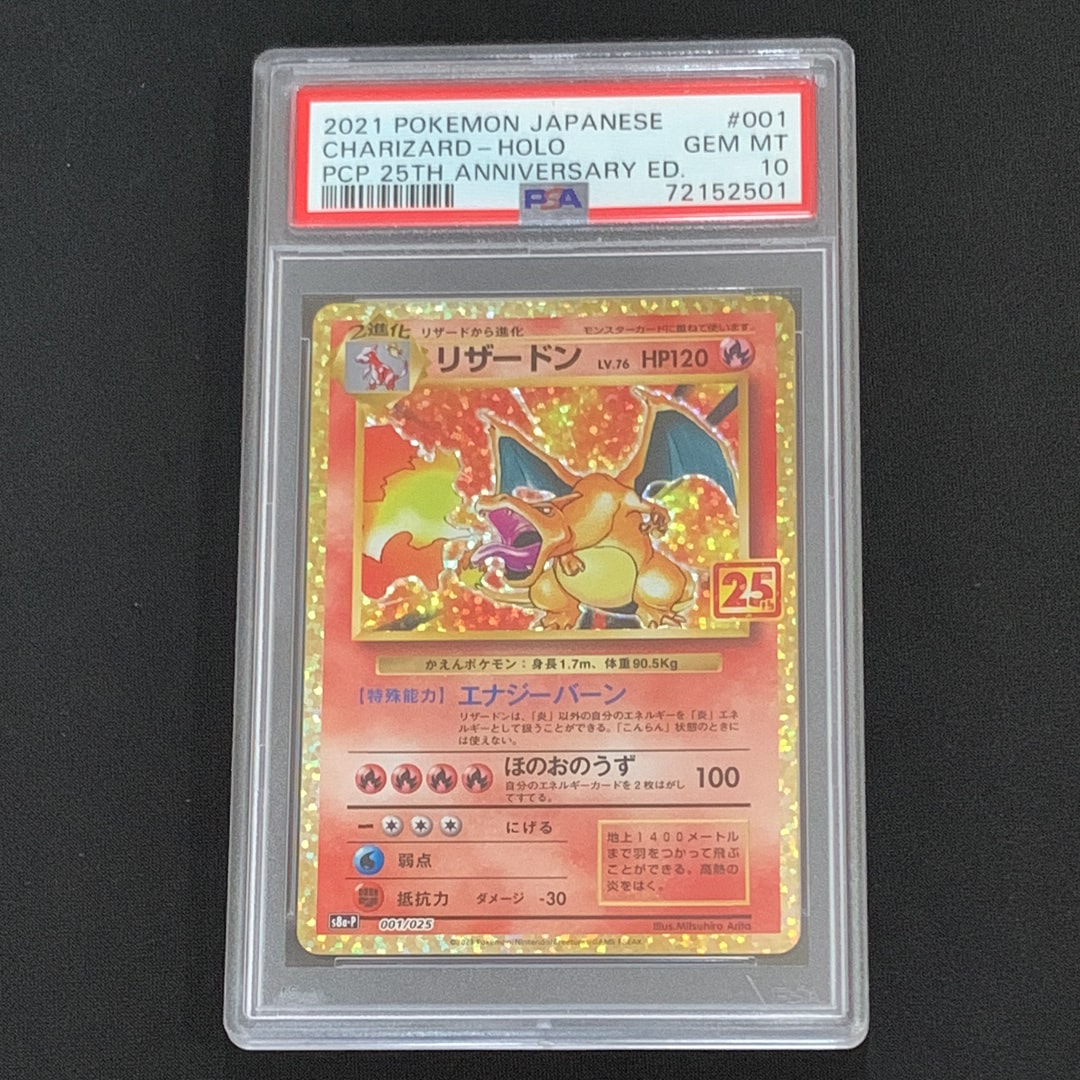 2021 POKEMON JAPANESE #001
CHARIZARD-HOLO GEM MT
PCP 25TH ANNIVERSARY ED. 10
PSA 72152501
2進化 リザードから進化 モンスターカードに重ねて使います。
リザードン LV.76 HP120
25th
かえんポケモン：身長1.7m、体重90.5Kg
【特殊能力】エナジーバーン
リザードンは、「炎」以外の自分のエネルギーを「炎」エネ
ルギーとして扱うことができる。「こんらん」状態のときに
は使えない。
ほのおのうず 100
自分のエネルギーカードを2枚はがし
てすてる。
にげる
弱点
抵抗力 ダメージ -30
地上1400メートル
まで羽をつかって飛ぶ
ことができる。高熱の
炎をはく。
s8a-P 001/025 Illus.Mitsuhiro Arita
©2021 Pokémon/Nintendo/Creatures/GAME FREAK.